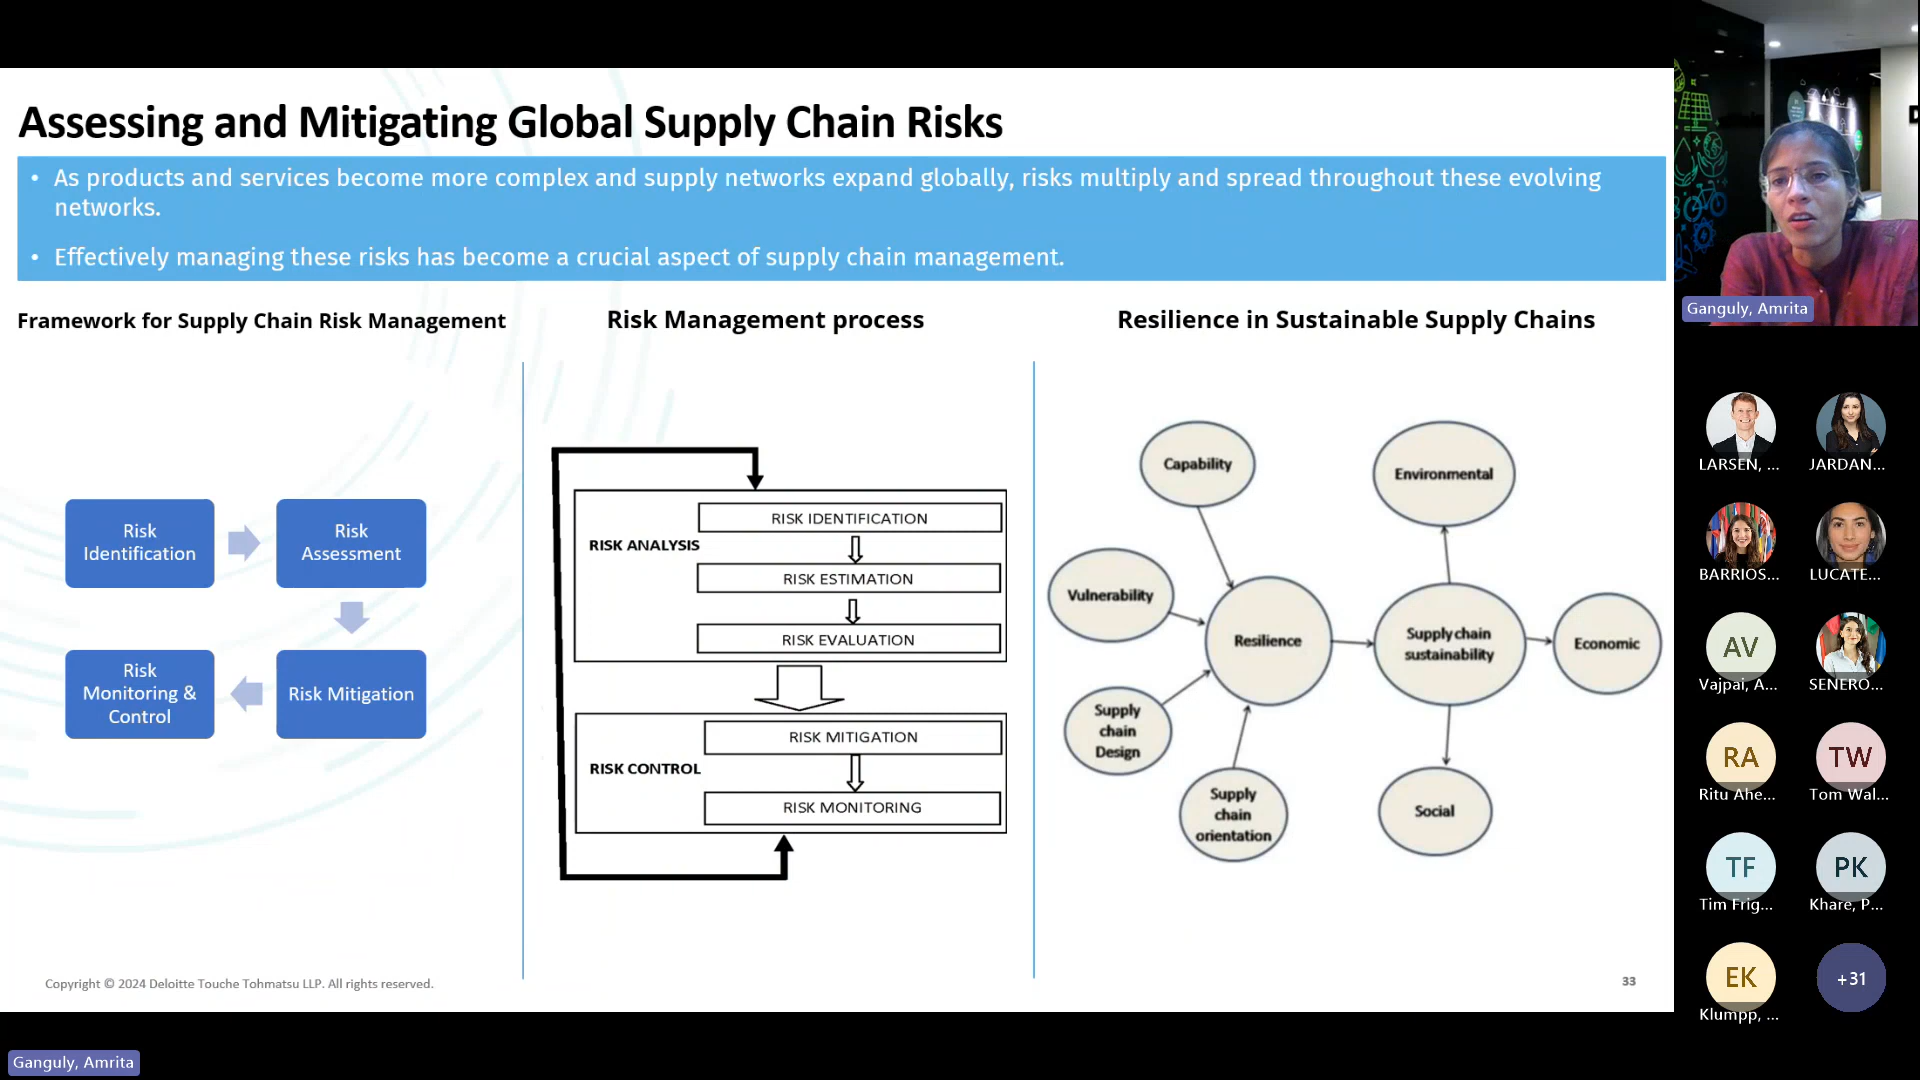 Assessing and Mitigating Global Supply Chain Risks
• As products and services become more complex and supply networks expand globally, risks multiply and spread throughout these evolving
networks.
• Effectively managing these risks has become a crucial aspect of supply chain management.
Framework for Supply Chain Risk Management
Risk
Identification
Risk
Assessment
Risk
Monitoring &
Control
Risk Mitigation
Risk Management process
RISK ANALYSIS
RISK IDENTIFICATION
RISK ESTIMATION
RISK EVALUATION
RISK CONTROL
RISK MITIGATION
RISK MONITORING
Resilience in Sustainable Supply Chains
Capability
Environmental
Vulnerability
Resilience
Supply chain
sustainability
Economic
Supply
chain
Design
Supply
chain
orientation
Social
Copyright © 2024 Deloitte Touche Tohmatsu LLP. All rights reserved.
33
Ganguly, Amrita
LARSEN, ...
JARDAN...
BARRIOS...
LUCATE...
AV
Vajpai, A...
SENERO...
RA
Ritu Ahe...
TW
Tom Wal...
TF
Tim Frig...
PK
Khare, P...
EK
Klumpp, ...
+31
Ganguly, Amrita